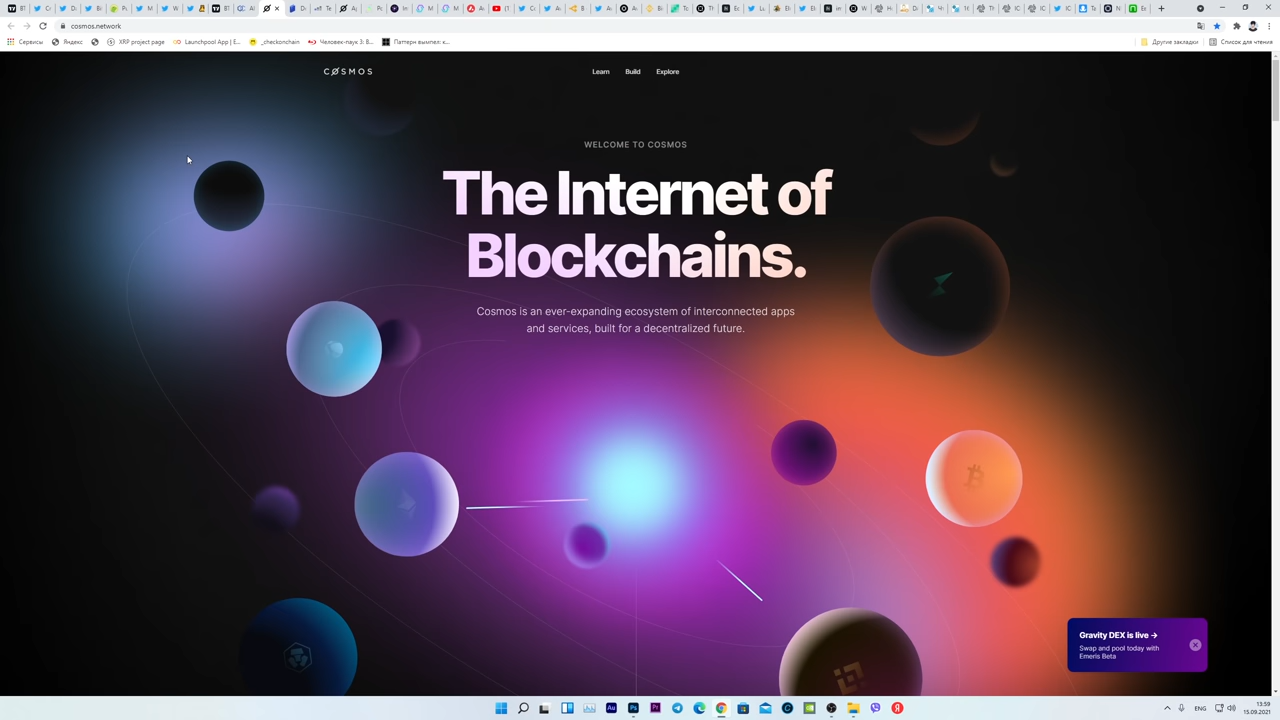 cosmos.network
Сервисы
Яндекс
XRP project page
Launchpool App | E...
_checkonchain
Человек-паук 3: В...
Паттерн вымпел: к...
Другие закладки
Список для чтения
CØSMOS
Learn
Build
Explore
WELCOME TO COSMOS
The Internet of
Blockchains.
Cosmos is an ever-expanding ecosystem of interconnected apps
and services, built for a decentralized future.
Gravity DEX is live →
Swap and pool today with
Emeris Beta
ENG
13:59
15.09.2021